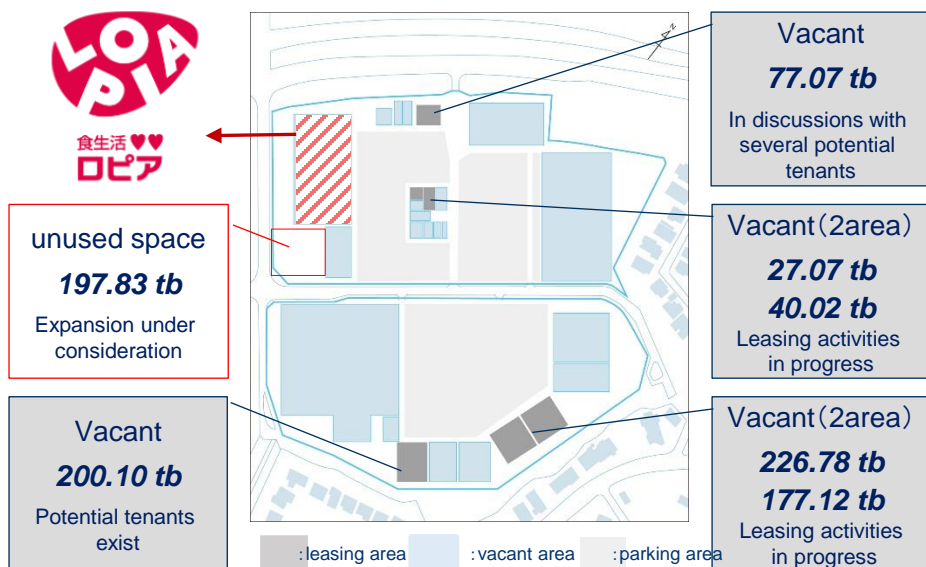 LOPIA
食生活♥♥
ロピア
unused space
197.83 tb
Expansion under
consideration
Vacant
200.10 tb
Potential tenants
exist
N
Vacant
77.07 tb
In discussions with
several potential
tenants
Vacant（2area）
27.07 tb
40.02 tb
Leasing activities
in progress
Vacant（2area）
226.78 tb
177.12 tb
Leasing activities
in progress
:leasing area
:vacant area
:parking area